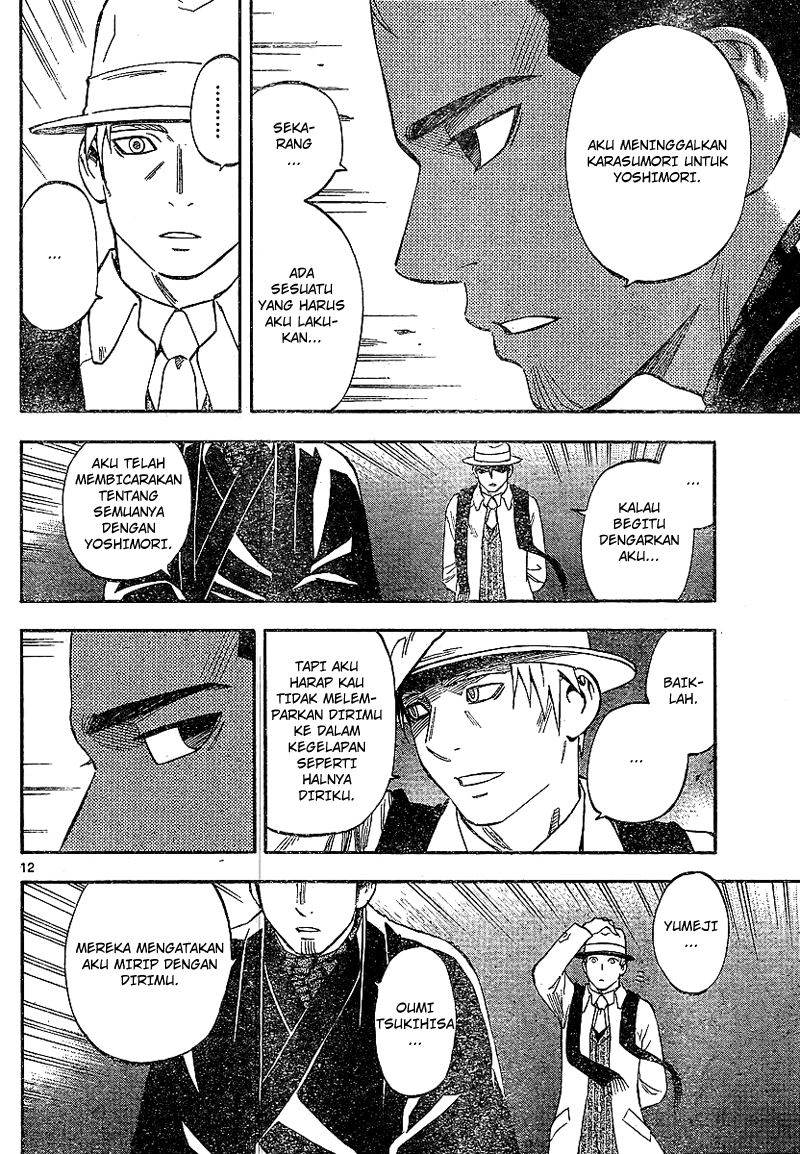 AKU MENINGGALKAN
KARASUMORI UNTUK
YOSHIMORI.
SEKA-
RANG
...
ADA
SESUATU
YANG HARUS
AKU LAKU-
KAN...
.........
...
...
KALAU
BEGITU
DENGARKAN
AKU...
AKU TELAH
MEMBICARAKAN
TENTANG
SEMUANYA
DENGAN
YOSHIMORI.
BAIK-
LAH.
...
TAPI AKU
HARAP KAU
TIDAK MELEM-
PARKAN DIRIMU
KE DALAM
KEGELAPAN
SEPERTI
HALNYA
DIRIKU.
12
YUMEJI
...
OUMI
TSUKIHISA
...
MEREKA MENGATAKAN
AKU MIRIP DENGAN
DIRIMU.